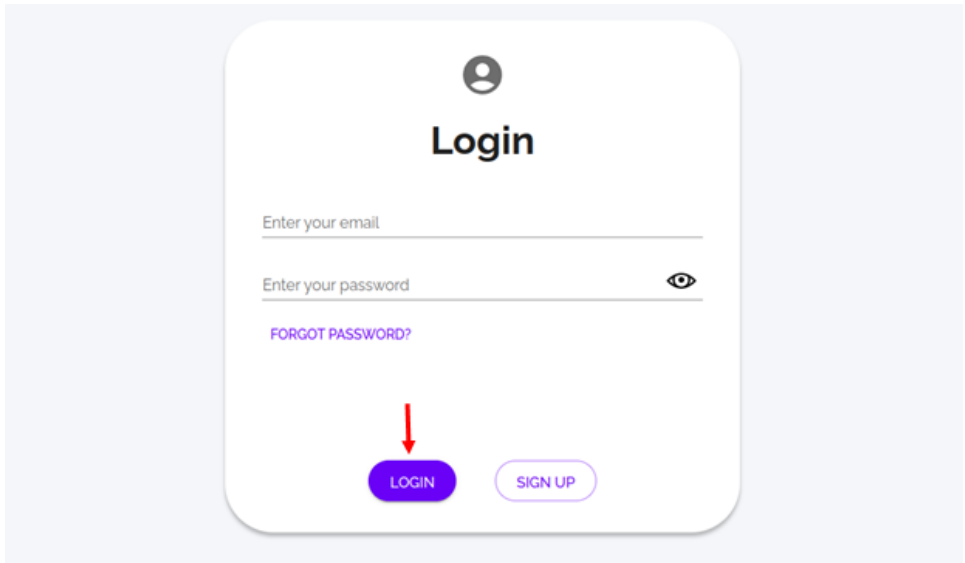 Login
Enter your email
Enter your password
FORGOT PASSWORD?
LOGIN SIGN UP